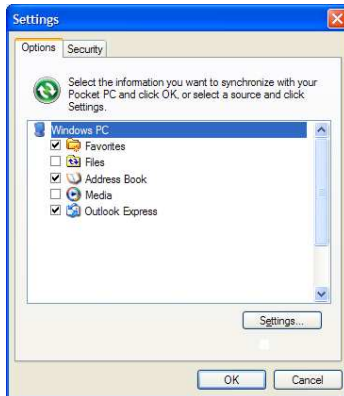 Settings
Options
Security
Select the information you want to synchronize with your
Pocket PC and click OK, or select a source and click
Settings.
Windows PC
Favorites
Files
Address Book
Media
Outlook Express
Settings...
OK
Cancel